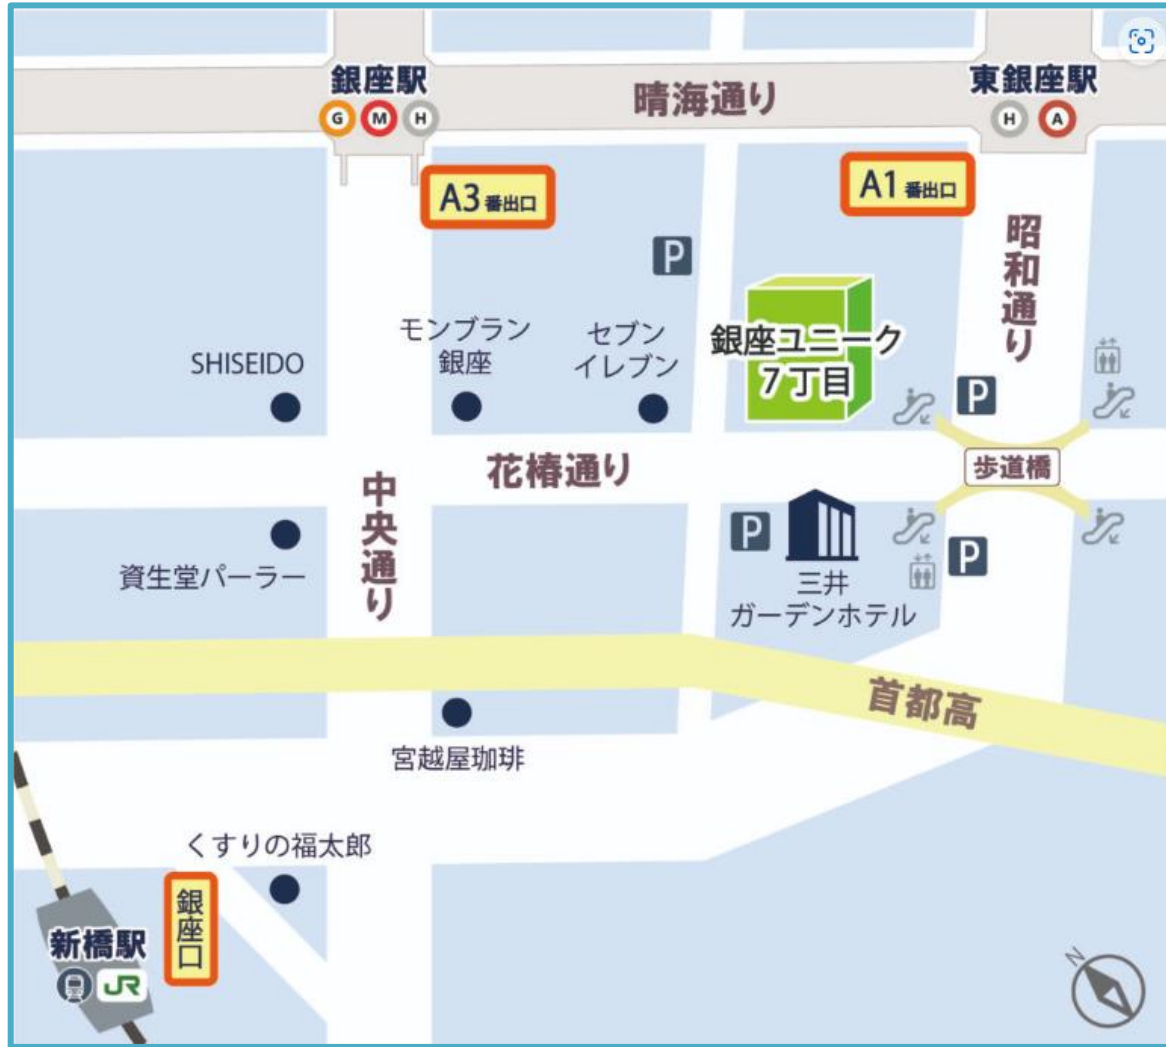 銀座駅
G M H
晴海通り
東銀座駅
H A
A3 番出口
A1 番出口
昭和通り
P
モンブラン
銀座
セブン
イレブン
銀座ユニーク
7丁目
SHISEIDO
P
花椿通り
歩道橋
中央通り
P
資生堂パーラー
三井
ガーデンホテル
P
首都高
宮越屋珈琲
くすりの福太郎
銀座口
新橋駅
JR
N